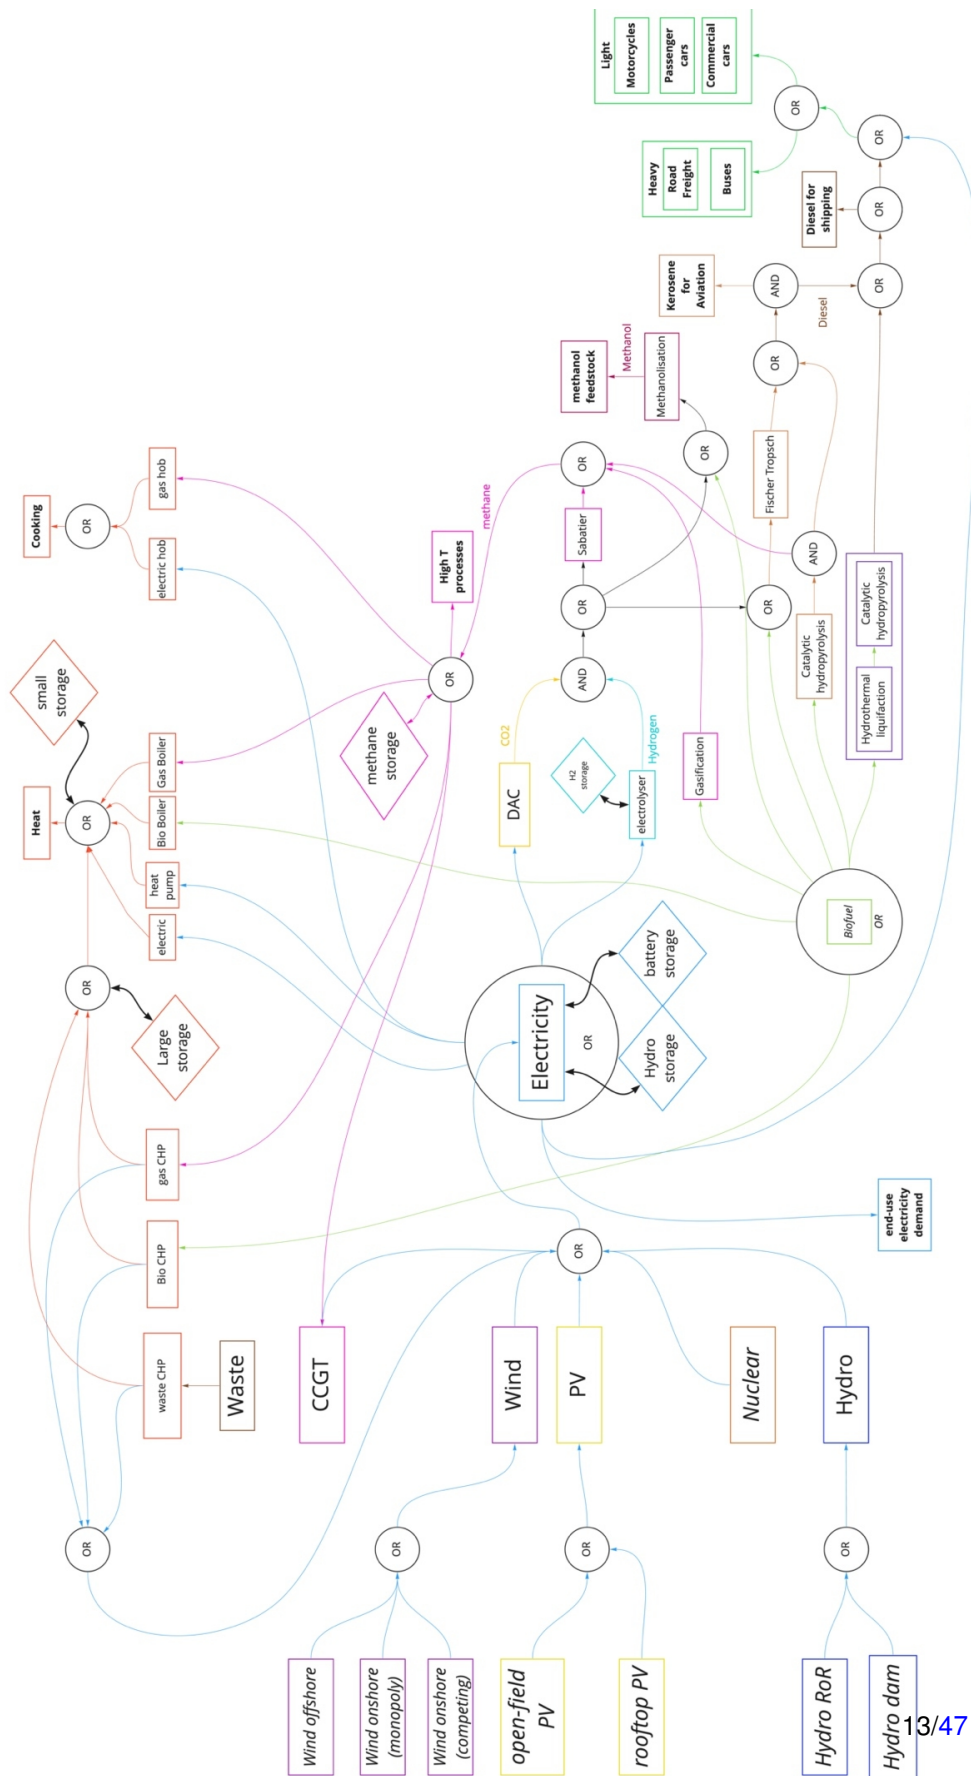 Cooking
OR
gas hob
electric hob
small
storage
Heat
OR
Gas Boiler
Bio Boiler
heat
pump
electric
OR
Large
storage
gas CHP
Bio CHP
waste CHP
Waste
OR
Light
Motorcycles
Passenger
cars
Commercial
cars
Heavy
Road
Freight
Buses
OR
OR
Diesel for
shipping
OR
OR
Kerosene
for
Aviation
AND
Diesel
OR
methanol
feedstock
Methanol
Methanolisation
OR
Fischer Tropsch
OR
methane
Sabatier
OR
OR
AND
AND
Catalytic
hydropyrolysis
Hydrothermal
liquifaction
Catalytic
hydropyrolysis
High T
processes
OR
methane
storage
CO2
DAC
H2
storage
Hydrogen
electrolyser
Gasification
Biofuel
OR
Electricity
OR
battery
storage
Hydro
storage
end-use
electricity
demand
OR
CCGT
Wind
PV
Nuclear
Hydro
OR
OR
OR
Wind offshore
Wind onshore
(monopoly)
Wind onshore
(competing)
open-field
PV
rooftop PV
Hydro RoR
Hydro dam
13/47